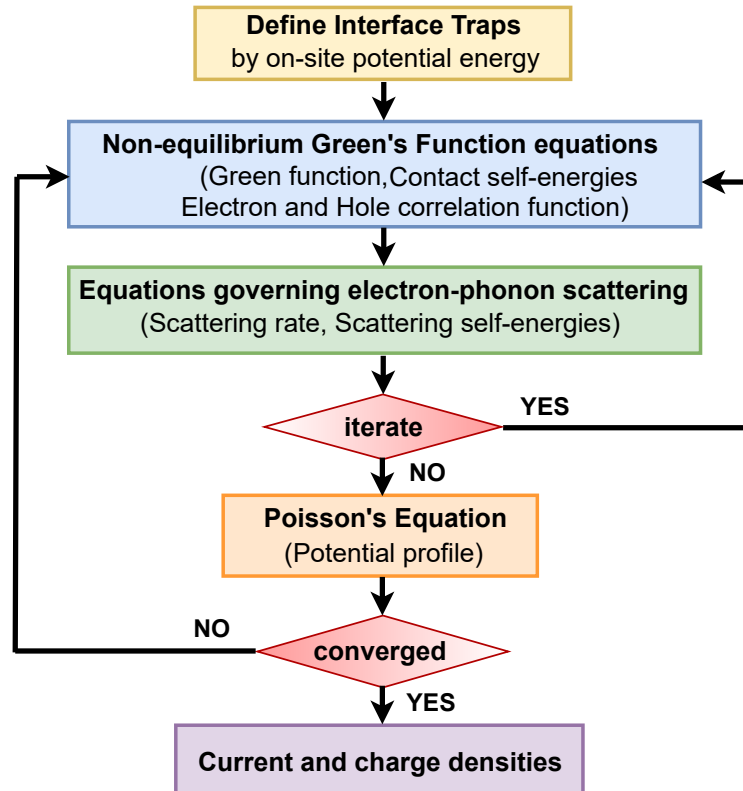 Define Interface Traps
by on-site potential energy
Non-equilibrium Green's Function equations
(Green function,Contact self-energies
Electron and Hole correlation function)
Equations governing electron-phonon scattering
(Scattering rate, Scattering self-energies)
iterate
YES
NO
Poisson's Equation
(Potential profile)
NO
converged
YES
Current and charge densities